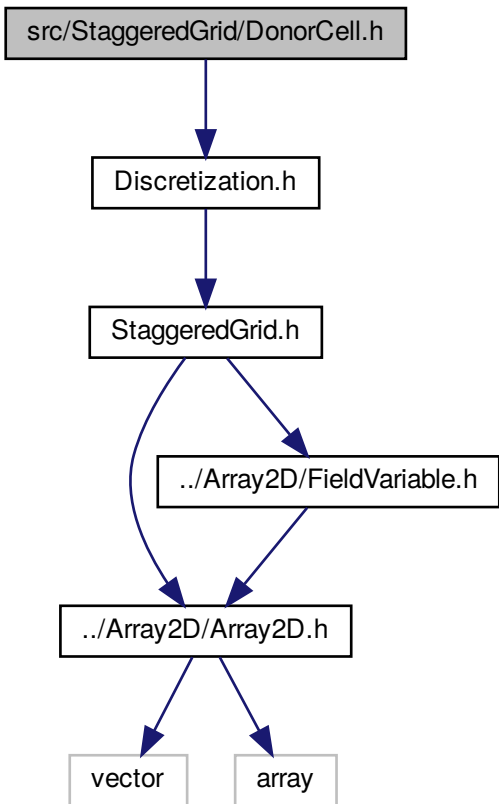 src/StaggeredGrid/DonorCell.h
Discretization.h
StaggeredGrid.h
../Array2D/FieldVariable.h
../Array2D/Array2D.h
vector
array